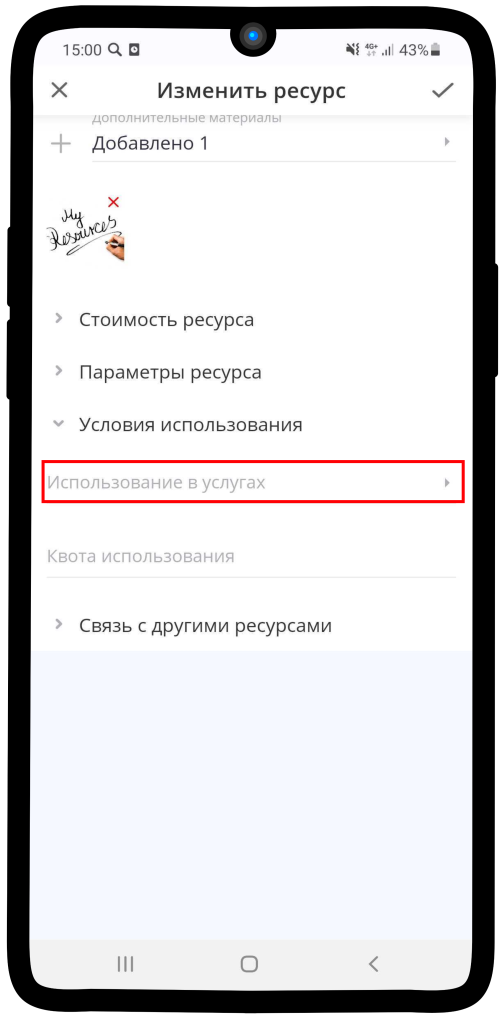 15:00
4G+
43%
Изменить ресурс
Дополнительные материалы
Добавлено 1
My
Resources
Стоимость ресурса
Параметры ресурса
Условия использования
Использование в услугах
Квота использования
Связь с другими ресурсами